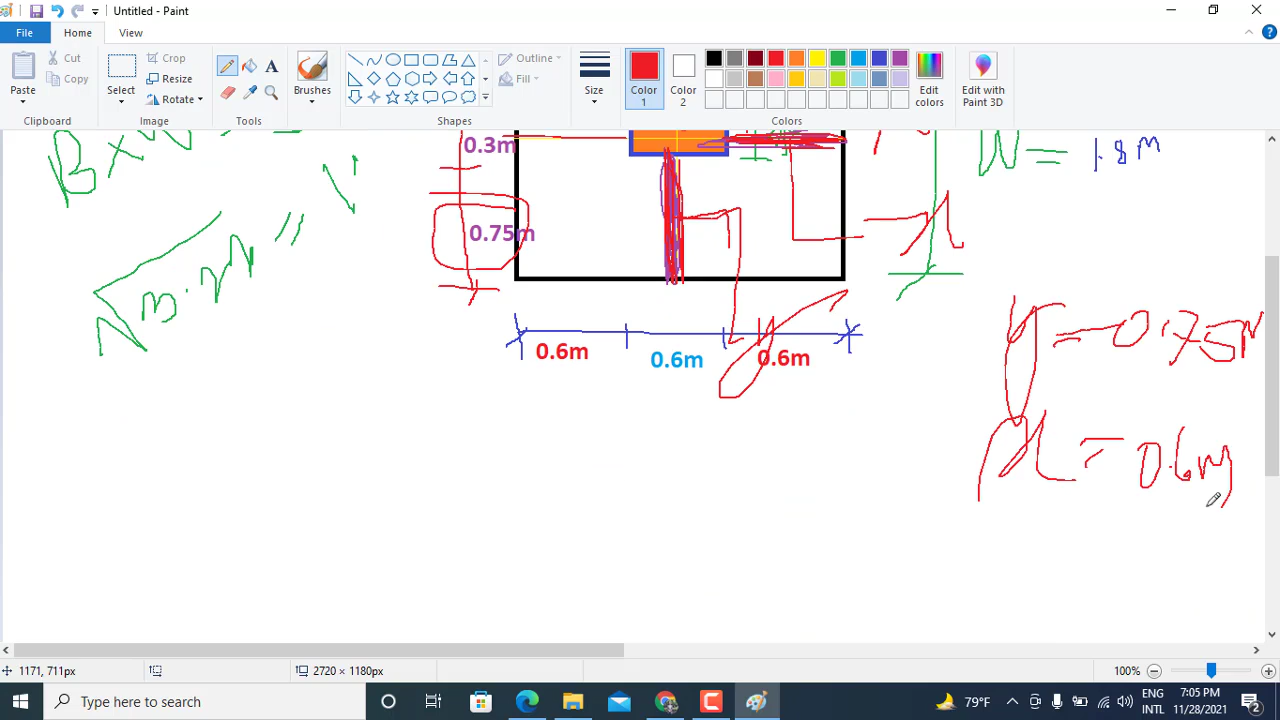 Untitled - Paint
File
Home
View
Paste
Cut
Copy
Clipboard
Select
Crop
Resize
Rotate
Image
A
Tools
Brushes
Shapes
Outline
Fill
Size
Color 1
Color 2
Edit colors
Edit with Paint 3D
Colors
0.3m
W = 1.8m
0.75m
y = 0.75m
0.6m
0.6m
0.6m
x = 0.6m
1171, 711px
2720 × 1180px
100%
Type here to search
79°F
ENG
INTL
7:05 PM
11/28/2021
2